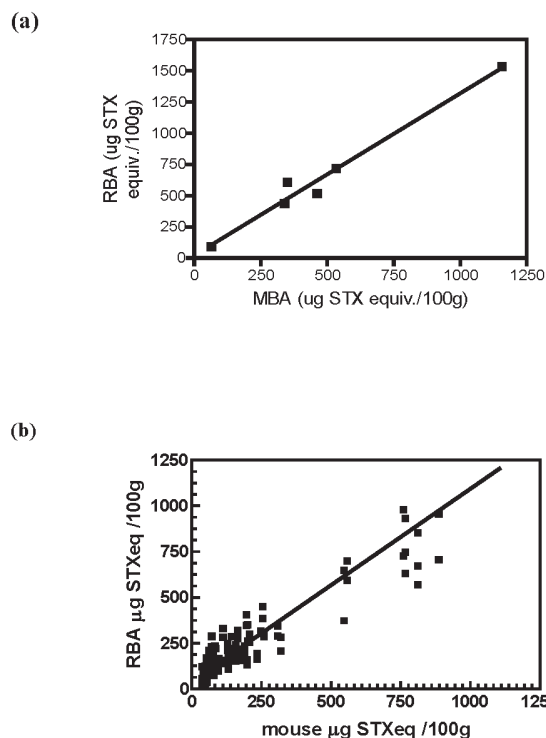 (a)
RBA (ug STX
equiv./100g)
1750
1500
1250
1000
750
500
250
0
0 250 500 750 1000 1250
MBA (ug STX equiv./100g)
(b)
RBA µg STXeq /100g
1250
1000
750
500
250
0
0 250 500 750 1000 125
mouse µg STXeq /100g